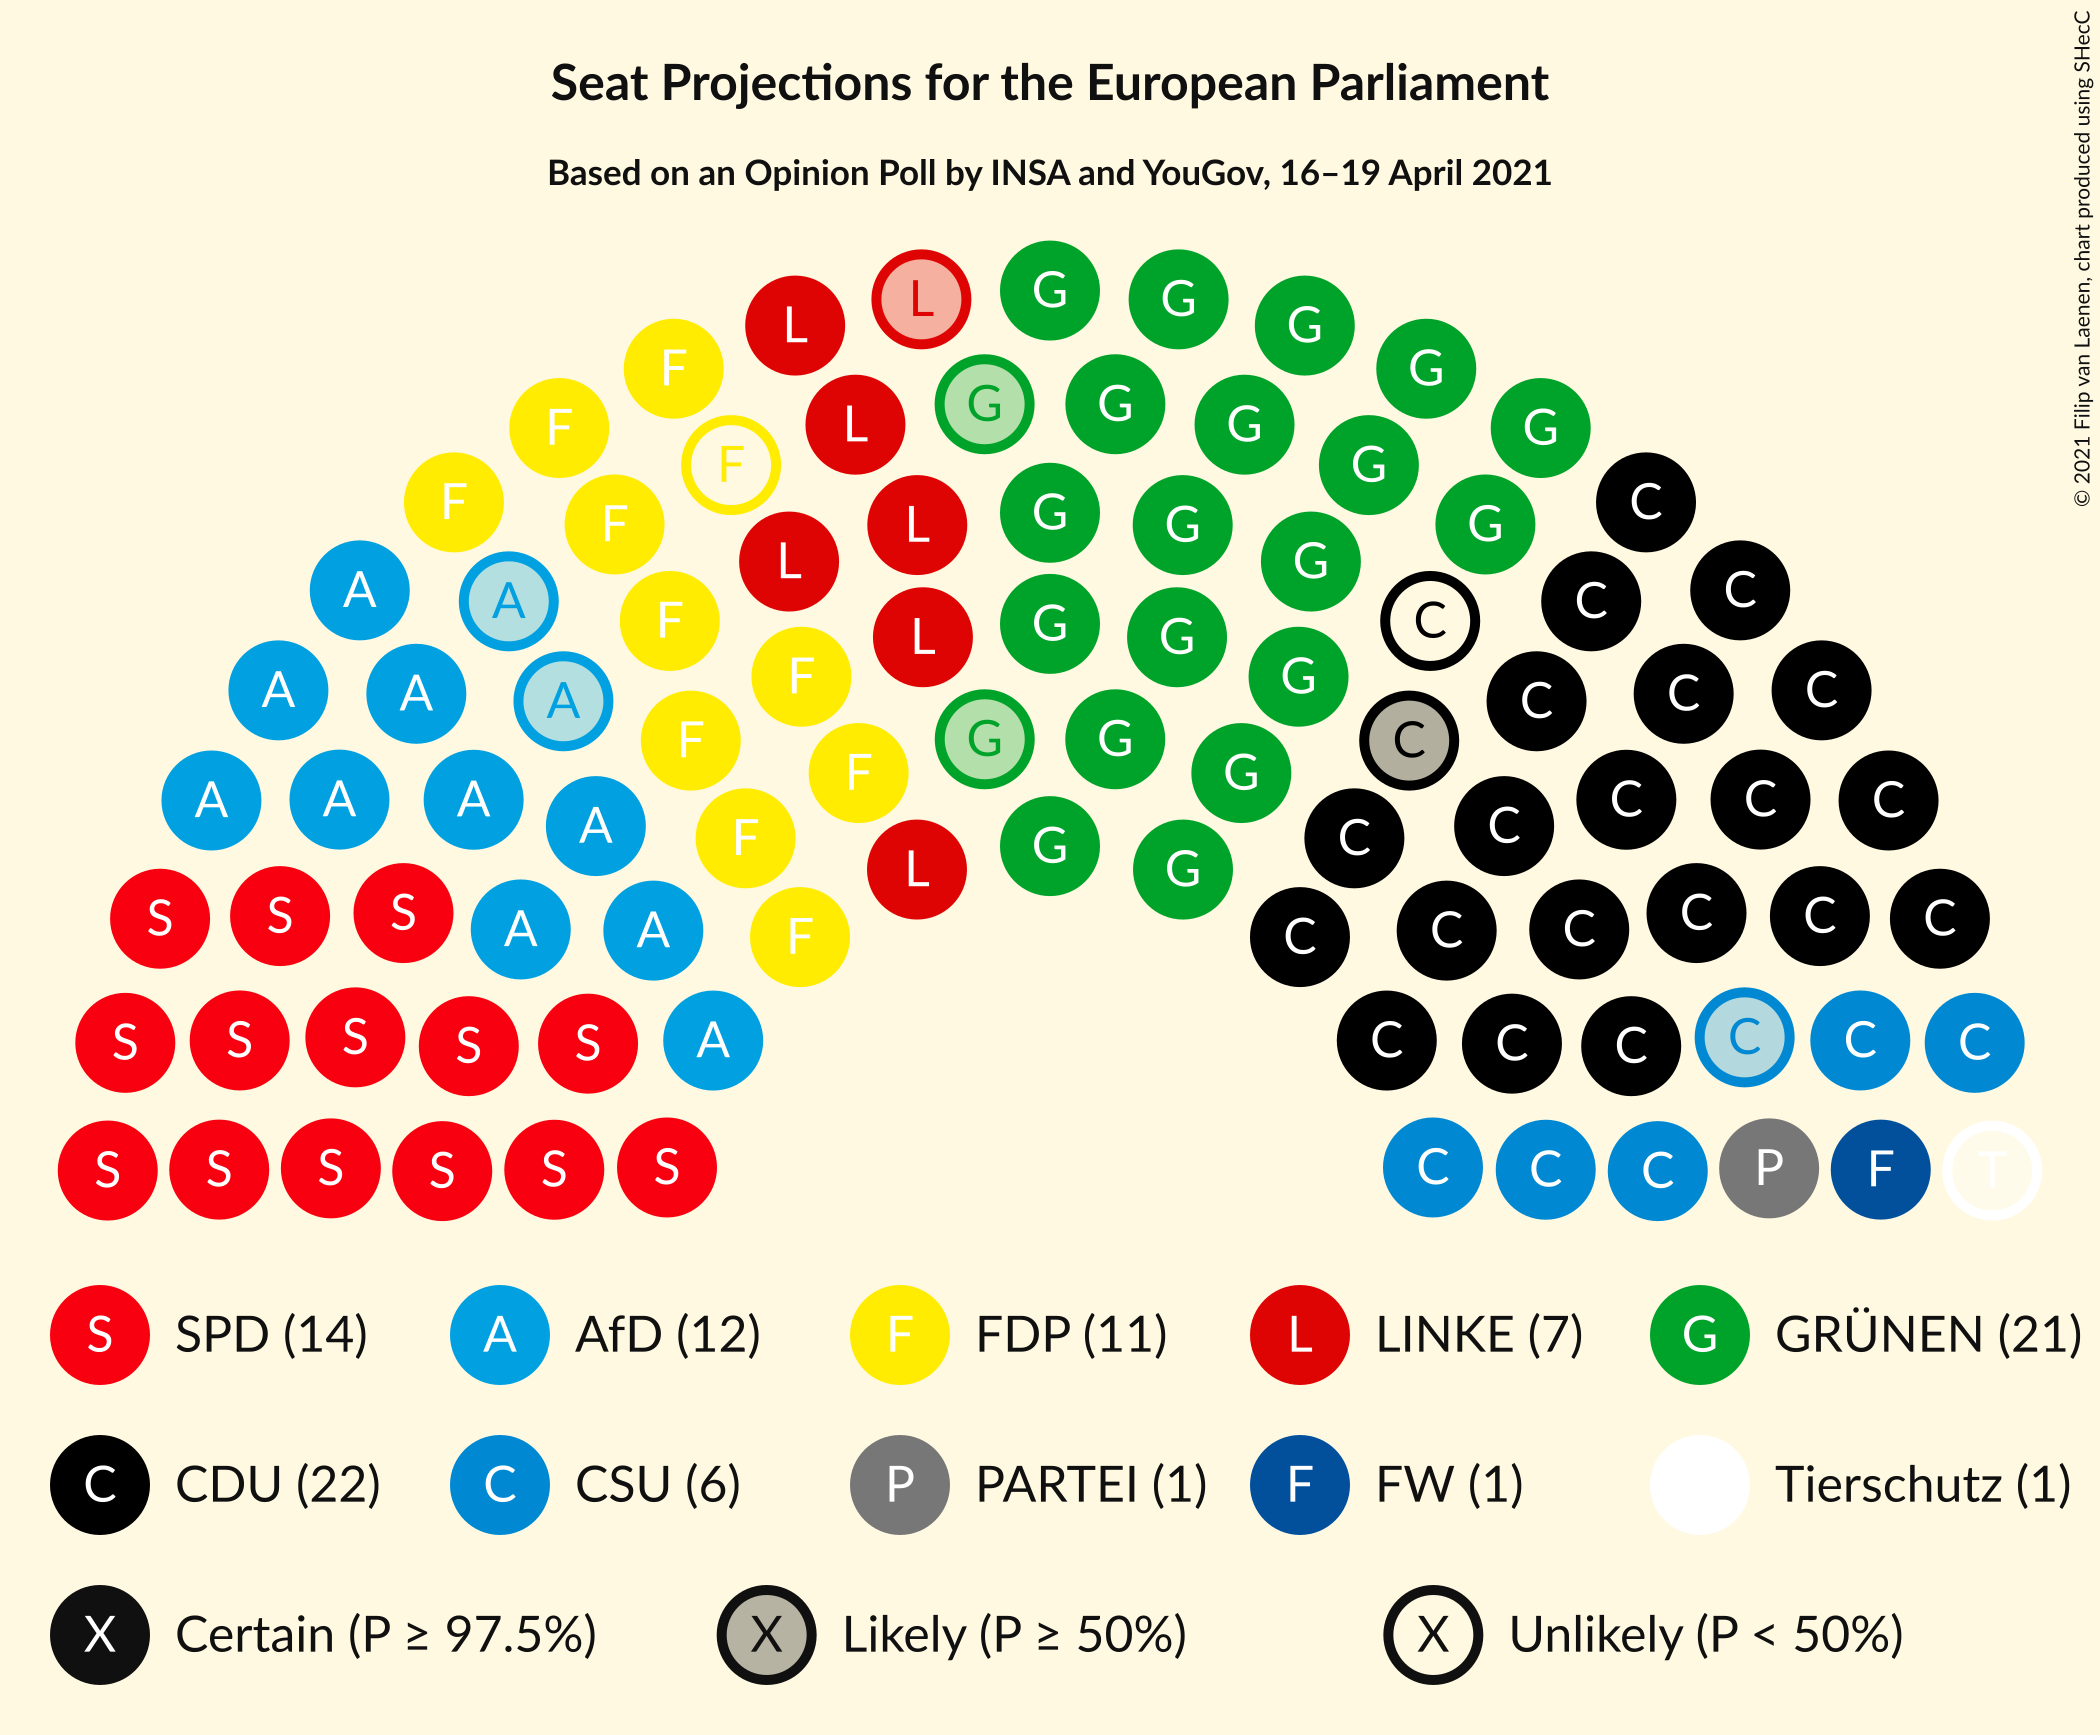 Seat Projections for the European Parliament
Based on an Opinion Poll by INSA and YouGov, 16–19 April 2021
© 2021 Filip van Laenen, chart produced using SHecC
L L G G G
F G
F L G G G G
F G
F F L G G G C
A A L G C C
F L G G C
A A A F G C C C
F G G C
A A A F G C C C
A F G C C
L G
S S S A A F C C C C C C
S S S S S A C C C C C C
S S S S S S C C C P F T
S SPD (14) A AfD (12) F FDP (11) L LINKE (7) G GRÜNEN (21)
C CDU (22) C CSU (6) P PARTEI (1) F FW (1) Tierschutz (1)
X Certain (P ≥ 97.5%) X Likely (P ≥ 50%) X Unlikely (P < 50%)